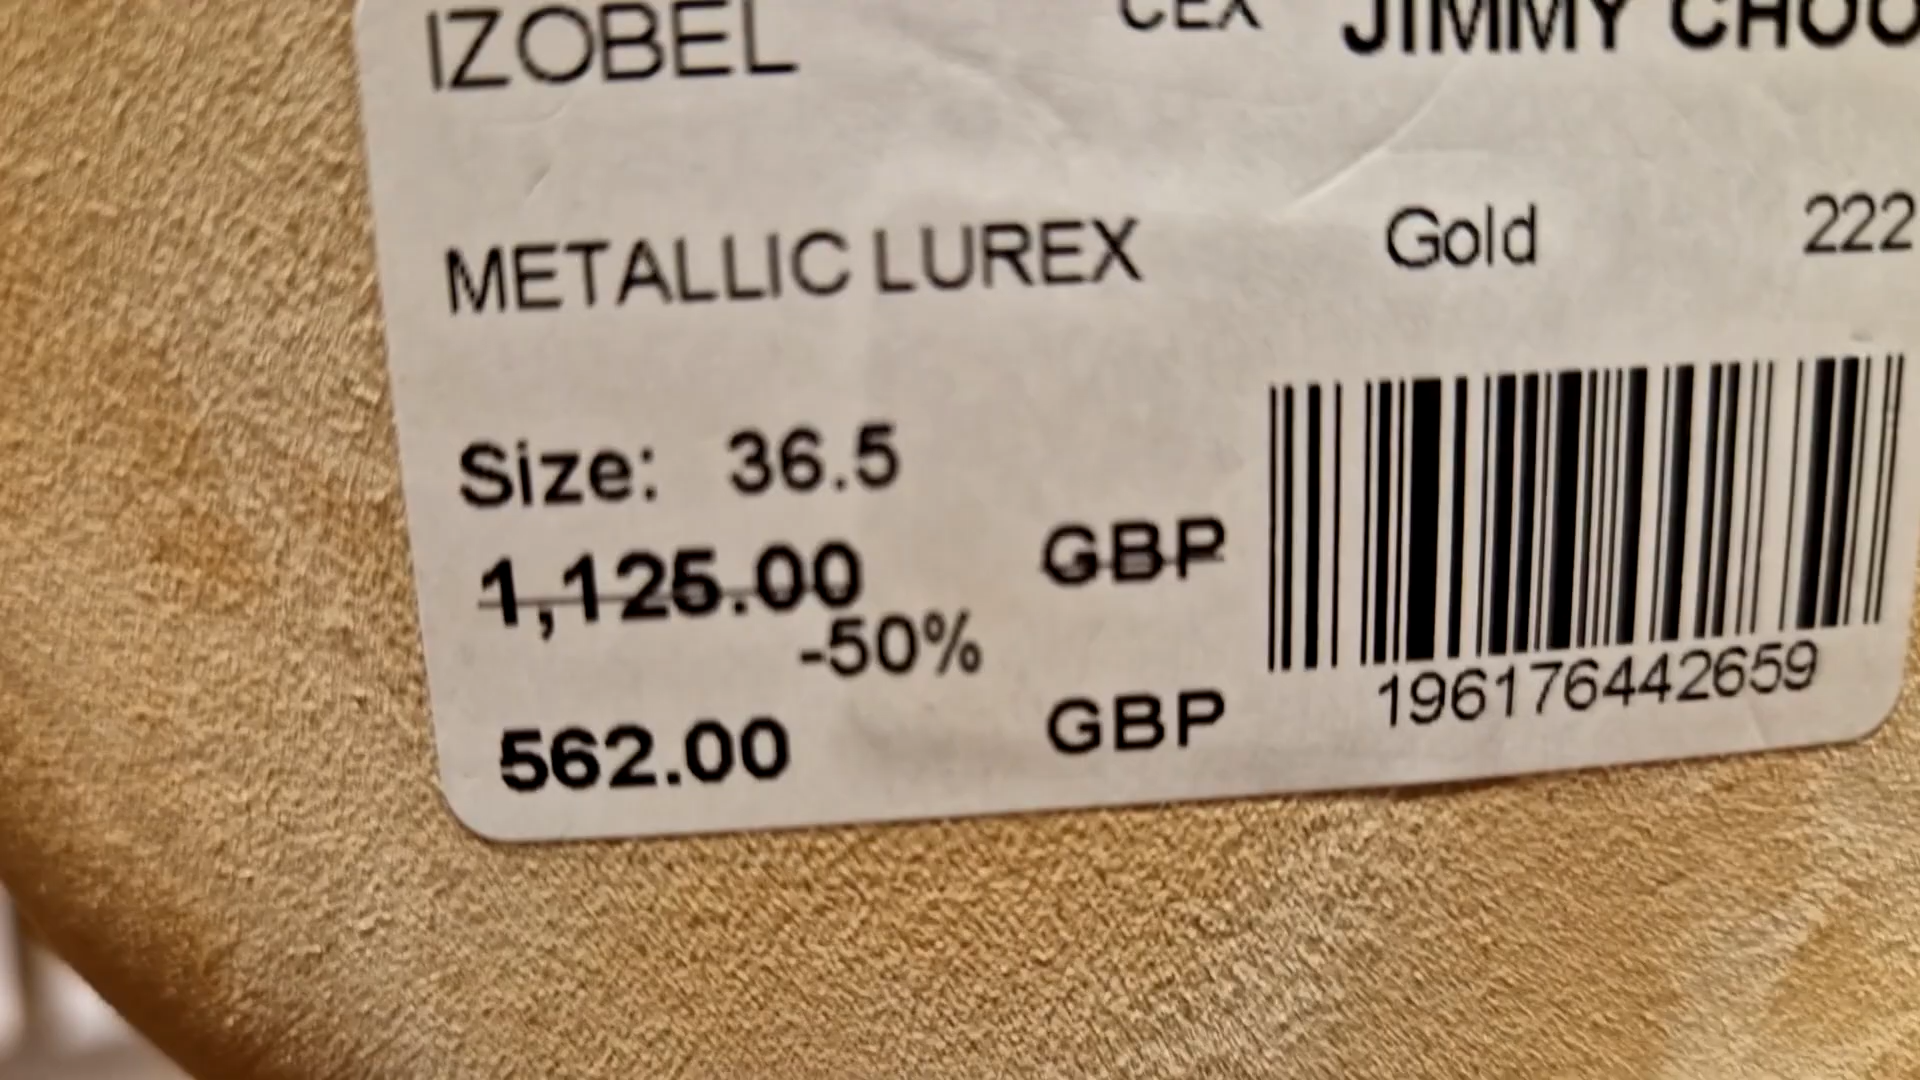 IZOBEL CEX JIMMY CHOO
METALLIC LUREX Gold 222
Size: 36.5
1,125.00 GBP
-50%
562.00 GBP
196176442659